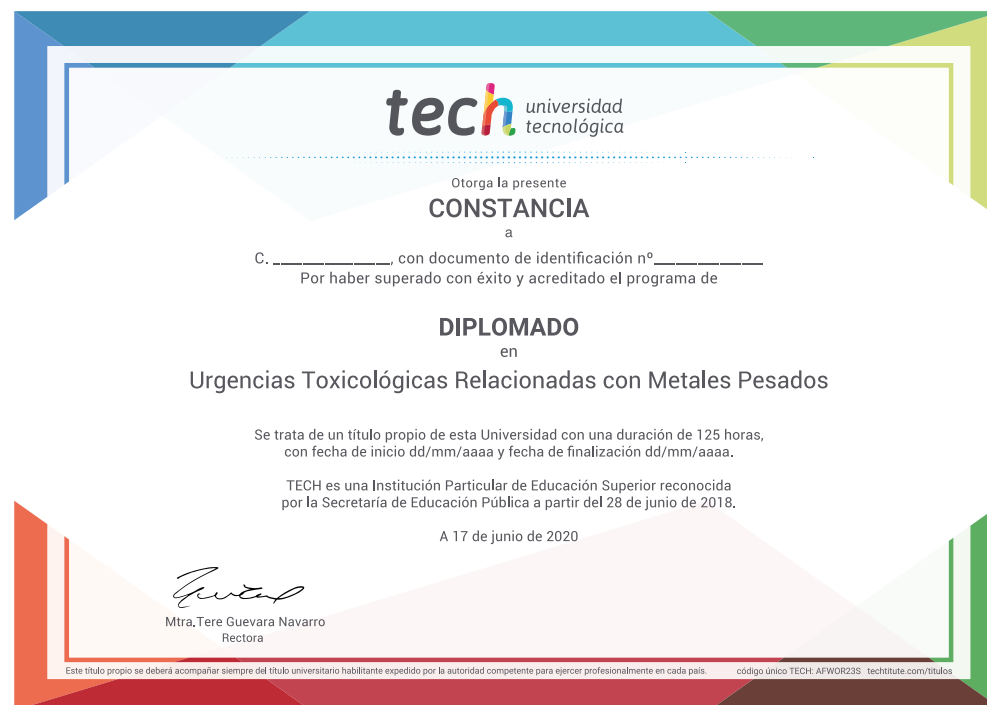 tech universidad
tecnológica
Otorga la presente
CONSTANCIA
a
C. ______________, con documento de identificación nº______________
Por haber superado con éxito y acreditado el programa de
DIPLOMADO
en
Urgencias Toxicológicas Relacionadas con Metales Pesados
Se trata de un título propio de esta Universidad con una duración de 125 horas,
con fecha de inicio dd/mm/aaaa y fecha de finalización dd/mm/aaaa.
TECH es una Institución Particular de Educación Superior reconocida
por la Secretaría de Educación Pública a partir del 28 de junio de 2018.
A 17 de junio de 2020
Mtra. Tere Guevara Navarro
Rectora
Este título propio se deberá acompañar siempre del título universitario habilitante expedido por la autoridad competente para ejercer profesionalmente en cada país. código único TECH: AFWOR23S techtitute.com/titulos